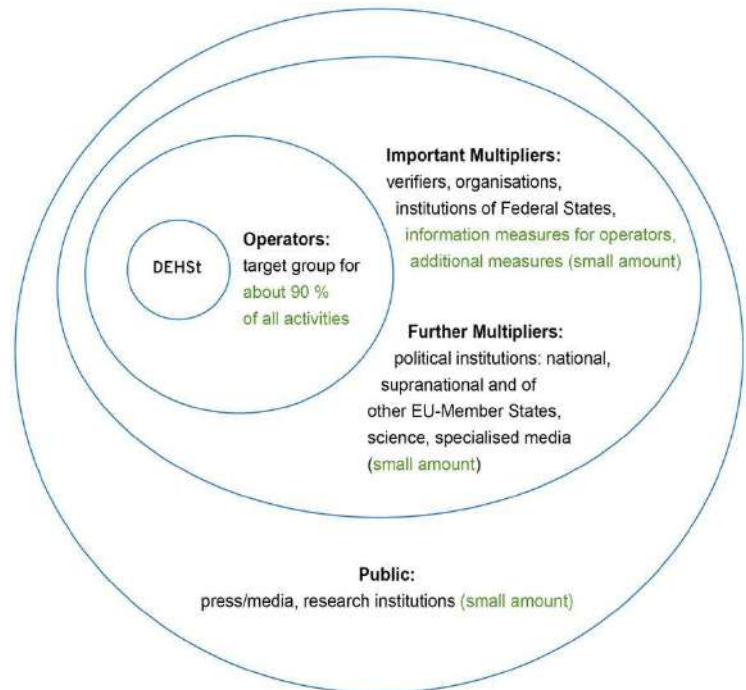 DEHSt
Operators:
target group for
about 90 %
of all activities
Important Multipliers:
verifiers, organisations,
institutions of Federal States,
information measures for operators,
additional measures (small amount)
Further Multipliers:
political institutions: national,
supranational and of
other EU-Member States,
science, specialised media
(small amount)
Public:
press/media, research institutions (small amount)